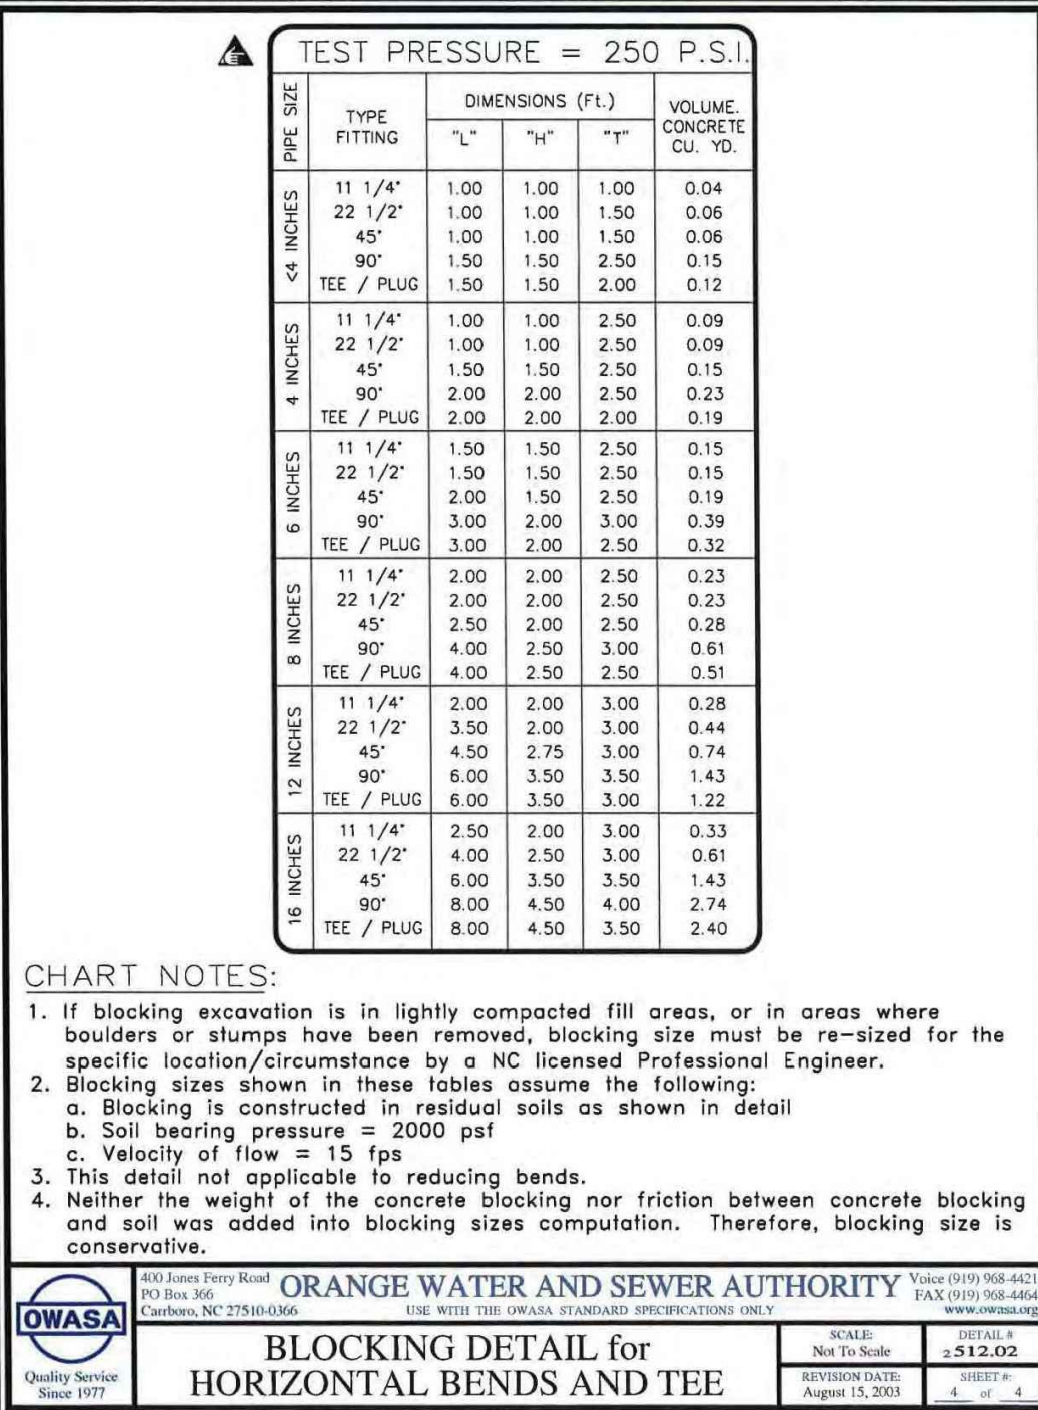 TEST PRESSURE = 250 P.S.I.
PIPE SIZE
TYPE FITTING
DIMENSIONS (Ft.)
"L" "H" "T"
VOLUME. CONCRETE CU. YD.
<4 INCHES
11 1/4° 1.00 1.00 1.00 0.04
22 1/2° 1.00 1.00 1.50 0.06
45° 1.00 1.00 1.50 0.06
90° 1.50 1.50 2.50 0.15
TEE / PLUG 1.50 1.50 2.00 0.12
4 INCHES
11 1/4° 1.00 1.00 2.50 0.09
22 1/2° 1.00 1.00 2.50 0.09
45° 1.50 1.50 2.50 0.15
90° 2.00 2.00 2.50 0.23
TEE / PLUG 2.00 2.00 2.00 0.19
6 INCHES
11 1/4° 1.50 1.50 2.50 0.15
22 1/2° 1.50 1.50 2.50 0.15
45° 2.00 1.50 2.50 0.19
90° 3.00 2.00 3.00 0.39
TEE / PLUG 3.00 2.00 2.50 0.32
8 INCHES
11 1/4° 2.00 2.00 2.50 0.23
22 1/2° 2.00 2.00 2.50 0.23
45° 2.50 2.00 2.50 0.28
90° 4.00 2.50 3.00 0.61
TEE / PLUG 4.00 2.50 2.50 0.51
12 INCHES
11 1/4° 2.00 2.00 3.00 0.28
22 1/2° 3.50 2.00 3.00 0.44
45° 4.50 2.75 3.00 0.74
90° 6.00 3.50 3.50 1.43
TEE / PLUG 6.00 3.50 3.00 1.22
16 INCHES
11 1/4° 2.50 2.00 3.00 0.33
22 1/2° 4.00 2.50 3.00 0.61
45° 6.00 3.50 3.50 1.43
90° 8.00 4.50 4.00 2.74
TEE / PLUG 8.00 4.50 3.50 2.40
CHART NOTES:
1. If blocking excavation is in lightly compacted fill areas, or in areas where
boulders or stumps have been removed, blocking size must be re-sized for the
specific location/circumstance by a NC licensed Professional Engineer.
2. Blocking sizes shown in these tables assume the following:
a. Blocking is constructed in residual soils as shown in detail
b. Soil bearing pressure = 2000 psf
c. Velocity of flow = 15 fps
3. This detail not applicable to reducing bends.
4. Neither the weight of the concrete blocking nor friction between concrete blocking
and soil was added into blocking sizes computation. Therefore, blocking size is
conservative.
OWASA
Quality Service
Since 1977
400 Jones Ferry Road
PO Box 366
Carrboro, NC 27510-0366
ORANGE WATER AND SEWER AUTHORITY
USE WITH THE OWASA STANDARD SPECIFICATIONS ONLY
Voice (919) 968-4421
FAX (919) 968-4464
www.owasa.org
BLOCKING DETAIL for
HORIZONTAL BENDS AND TEE
SCALE:
Not To Scale
DETAIL #
2512.02
REVISION DATE:
August 15, 2003
SHEET #:
4 of 4